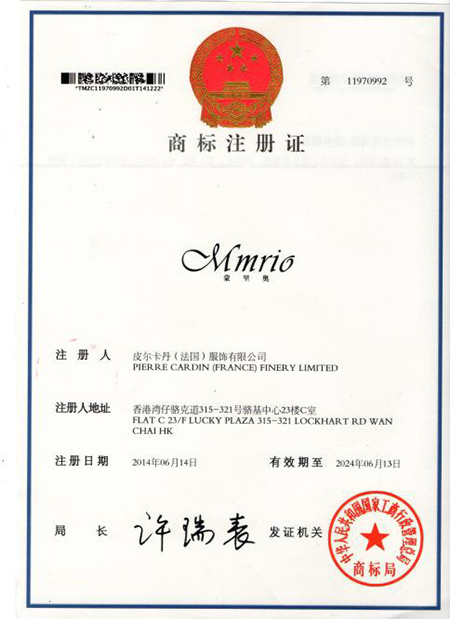 *TMZC11970992D01T141222*
第 11970992 号
商标注册证
Mmrio
蒙里奥
注册人 皮尔卡丹（法国）服饰有限公司
PIERRE CARDIN (FRANCE) FINERY LIMITED
注册人地址 香港湾仔骆克道315-321号骆基中心23楼C室
FLAT C 23/F LUCKY PLAZA 315-321 LOCKHART RD WAN
CHAI HK
注册日期 2014年06月14日 有效期至 2024年06月13日
局长 许瑞表 发证机关
中华人民共和国国家工商行政管理总局
商标局